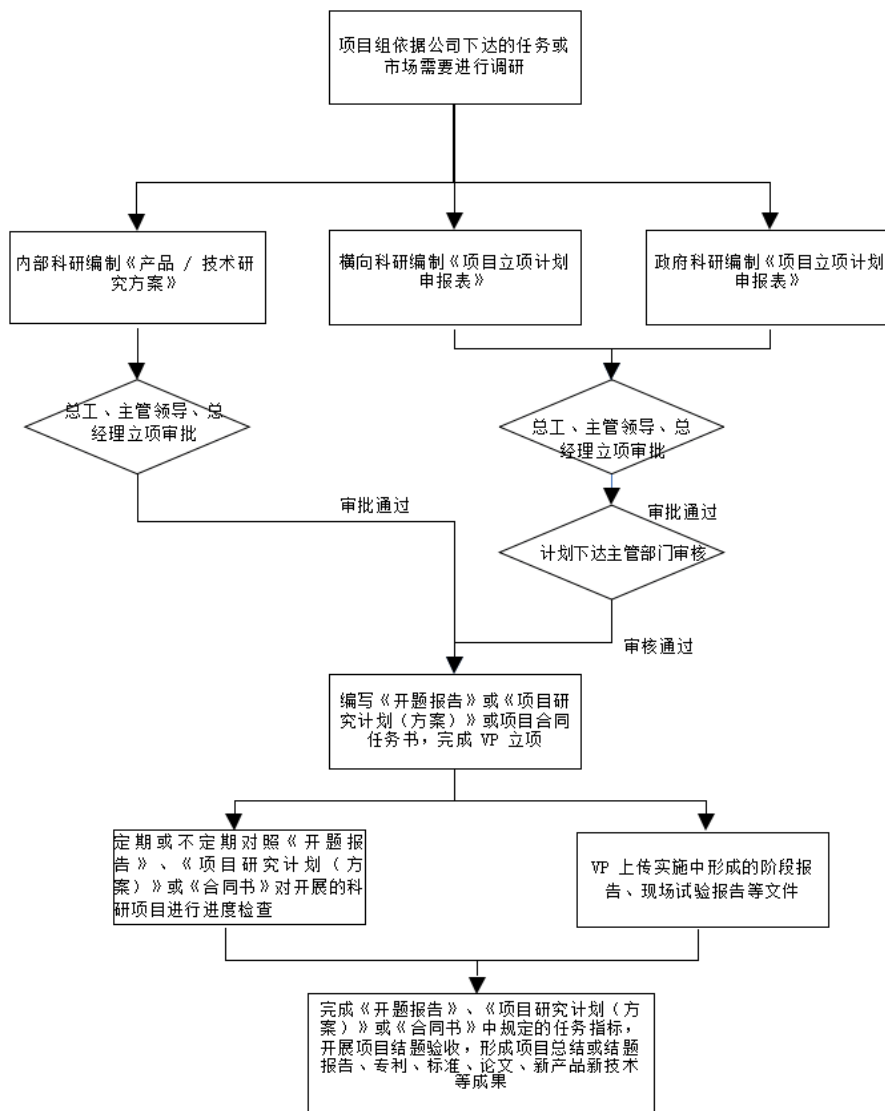 项目组依据公司下达的任务或
市场需要进行调研
内部科研编制《产品 / 技术研
究方案》
横向科研编制《项目立项计划
申报表》
政府科研编制《项目立项计划
申报表》
总工、主管领导、总
经理立项审批
总工、主管领导、总
经理立项审批
审批通过
审批通过
计划下达主管部门审核
审核通过
编写《开题报告》或《项目研
究计划（方案）》或项目合同
任务书，完成 VP 立项
定期或不定期对照《开题报
告》、《项目研究计划（方
案）》或《合同书》对开展的科
研项目进行进度检查
VP 上传实施中形成的阶段报
告、现场试验报告等文件
完成《开题报告》、《项目研究计划（方
案）》或《合同书》中规定的任务指标，
开展项目结题验收，形成项目总结或结题
报告、专利、标准、论文、新产品新技术
等成果